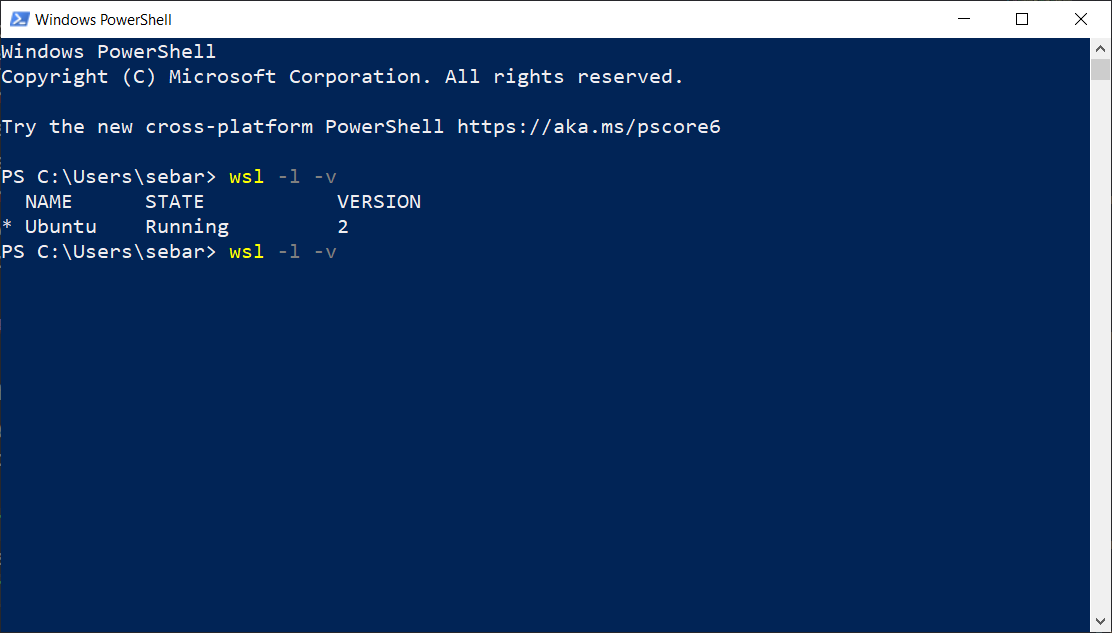 Windows PowerShell
Windows PowerShell
Copyright (C) Microsoft Corporation. All rights reserved.
Try the new cross-platform PowerShell https://aka.ms/pscore6
PS C:\Users\sebar> wsl -l -v
  NAME      STATE           VERSION
* Ubuntu    Running         2
PS C:\Users\sebar> wsl -l -v